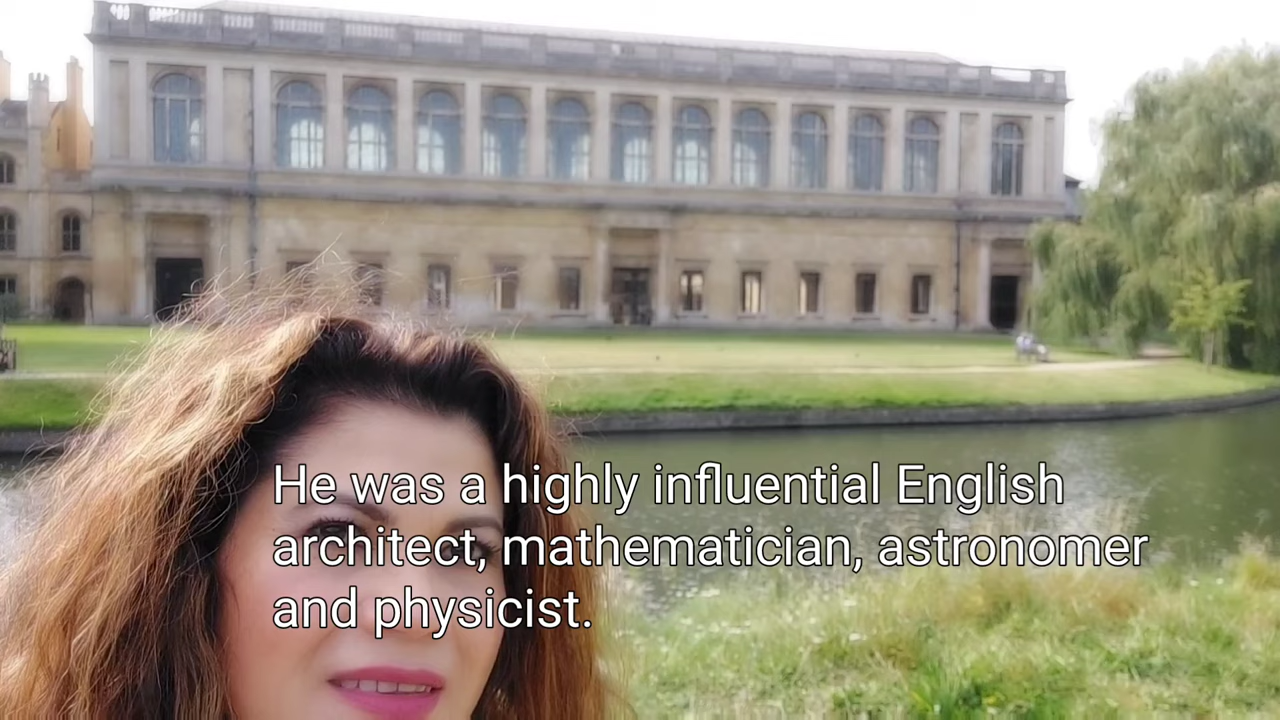 He was a highly influential English
architect, mathematician, astronomer
and physicist.